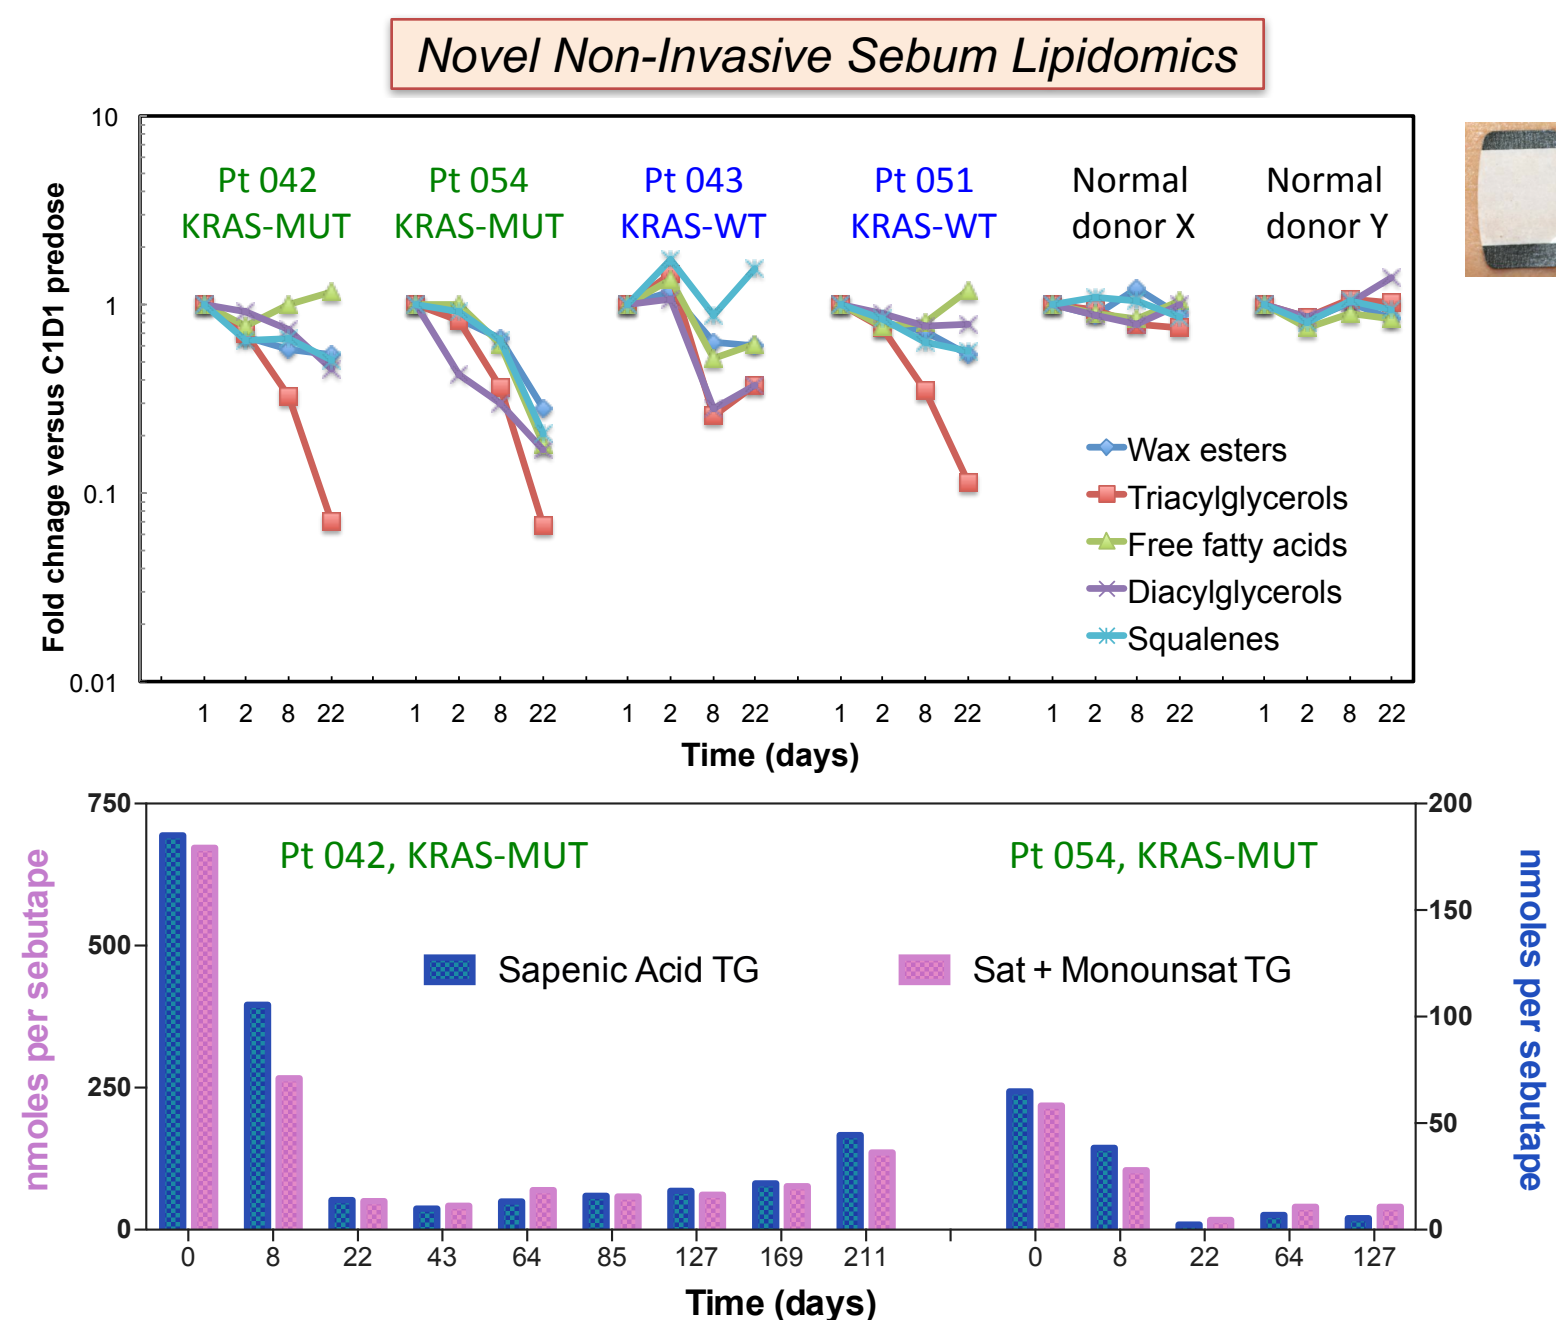 Novel Non-Invasive Sebum Lipidomics
10
1
0.1
0.01
Fold chnage versus C1D1 predose
Pt 042
KRAS-MUT
Pt 054
KRAS-MUT
Pt 043
KRAS-WT
Pt 051
KRAS-WT
Normal
donor X
Normal
donor Y
Wax esters
Triacylglycerols
Free fatty acids
Diacylglycerols
Squalenes
1 2 8 22 1 2 8 22 1 2 8 22 1 2 8 22 1 2 8 22 1 2 8 22
Time (days)
750
500
250
0
nmoles per sebutape
Pt 042, KRAS-MUT
Pt 054, KRAS-MUT
Sapenic Acid TG
Sat + Monounsat TG
200
150
100
50
0
nmoles per sebutape
0 8 22 43 64 85 127 169 211 0 8 22 64 127
Time (days)